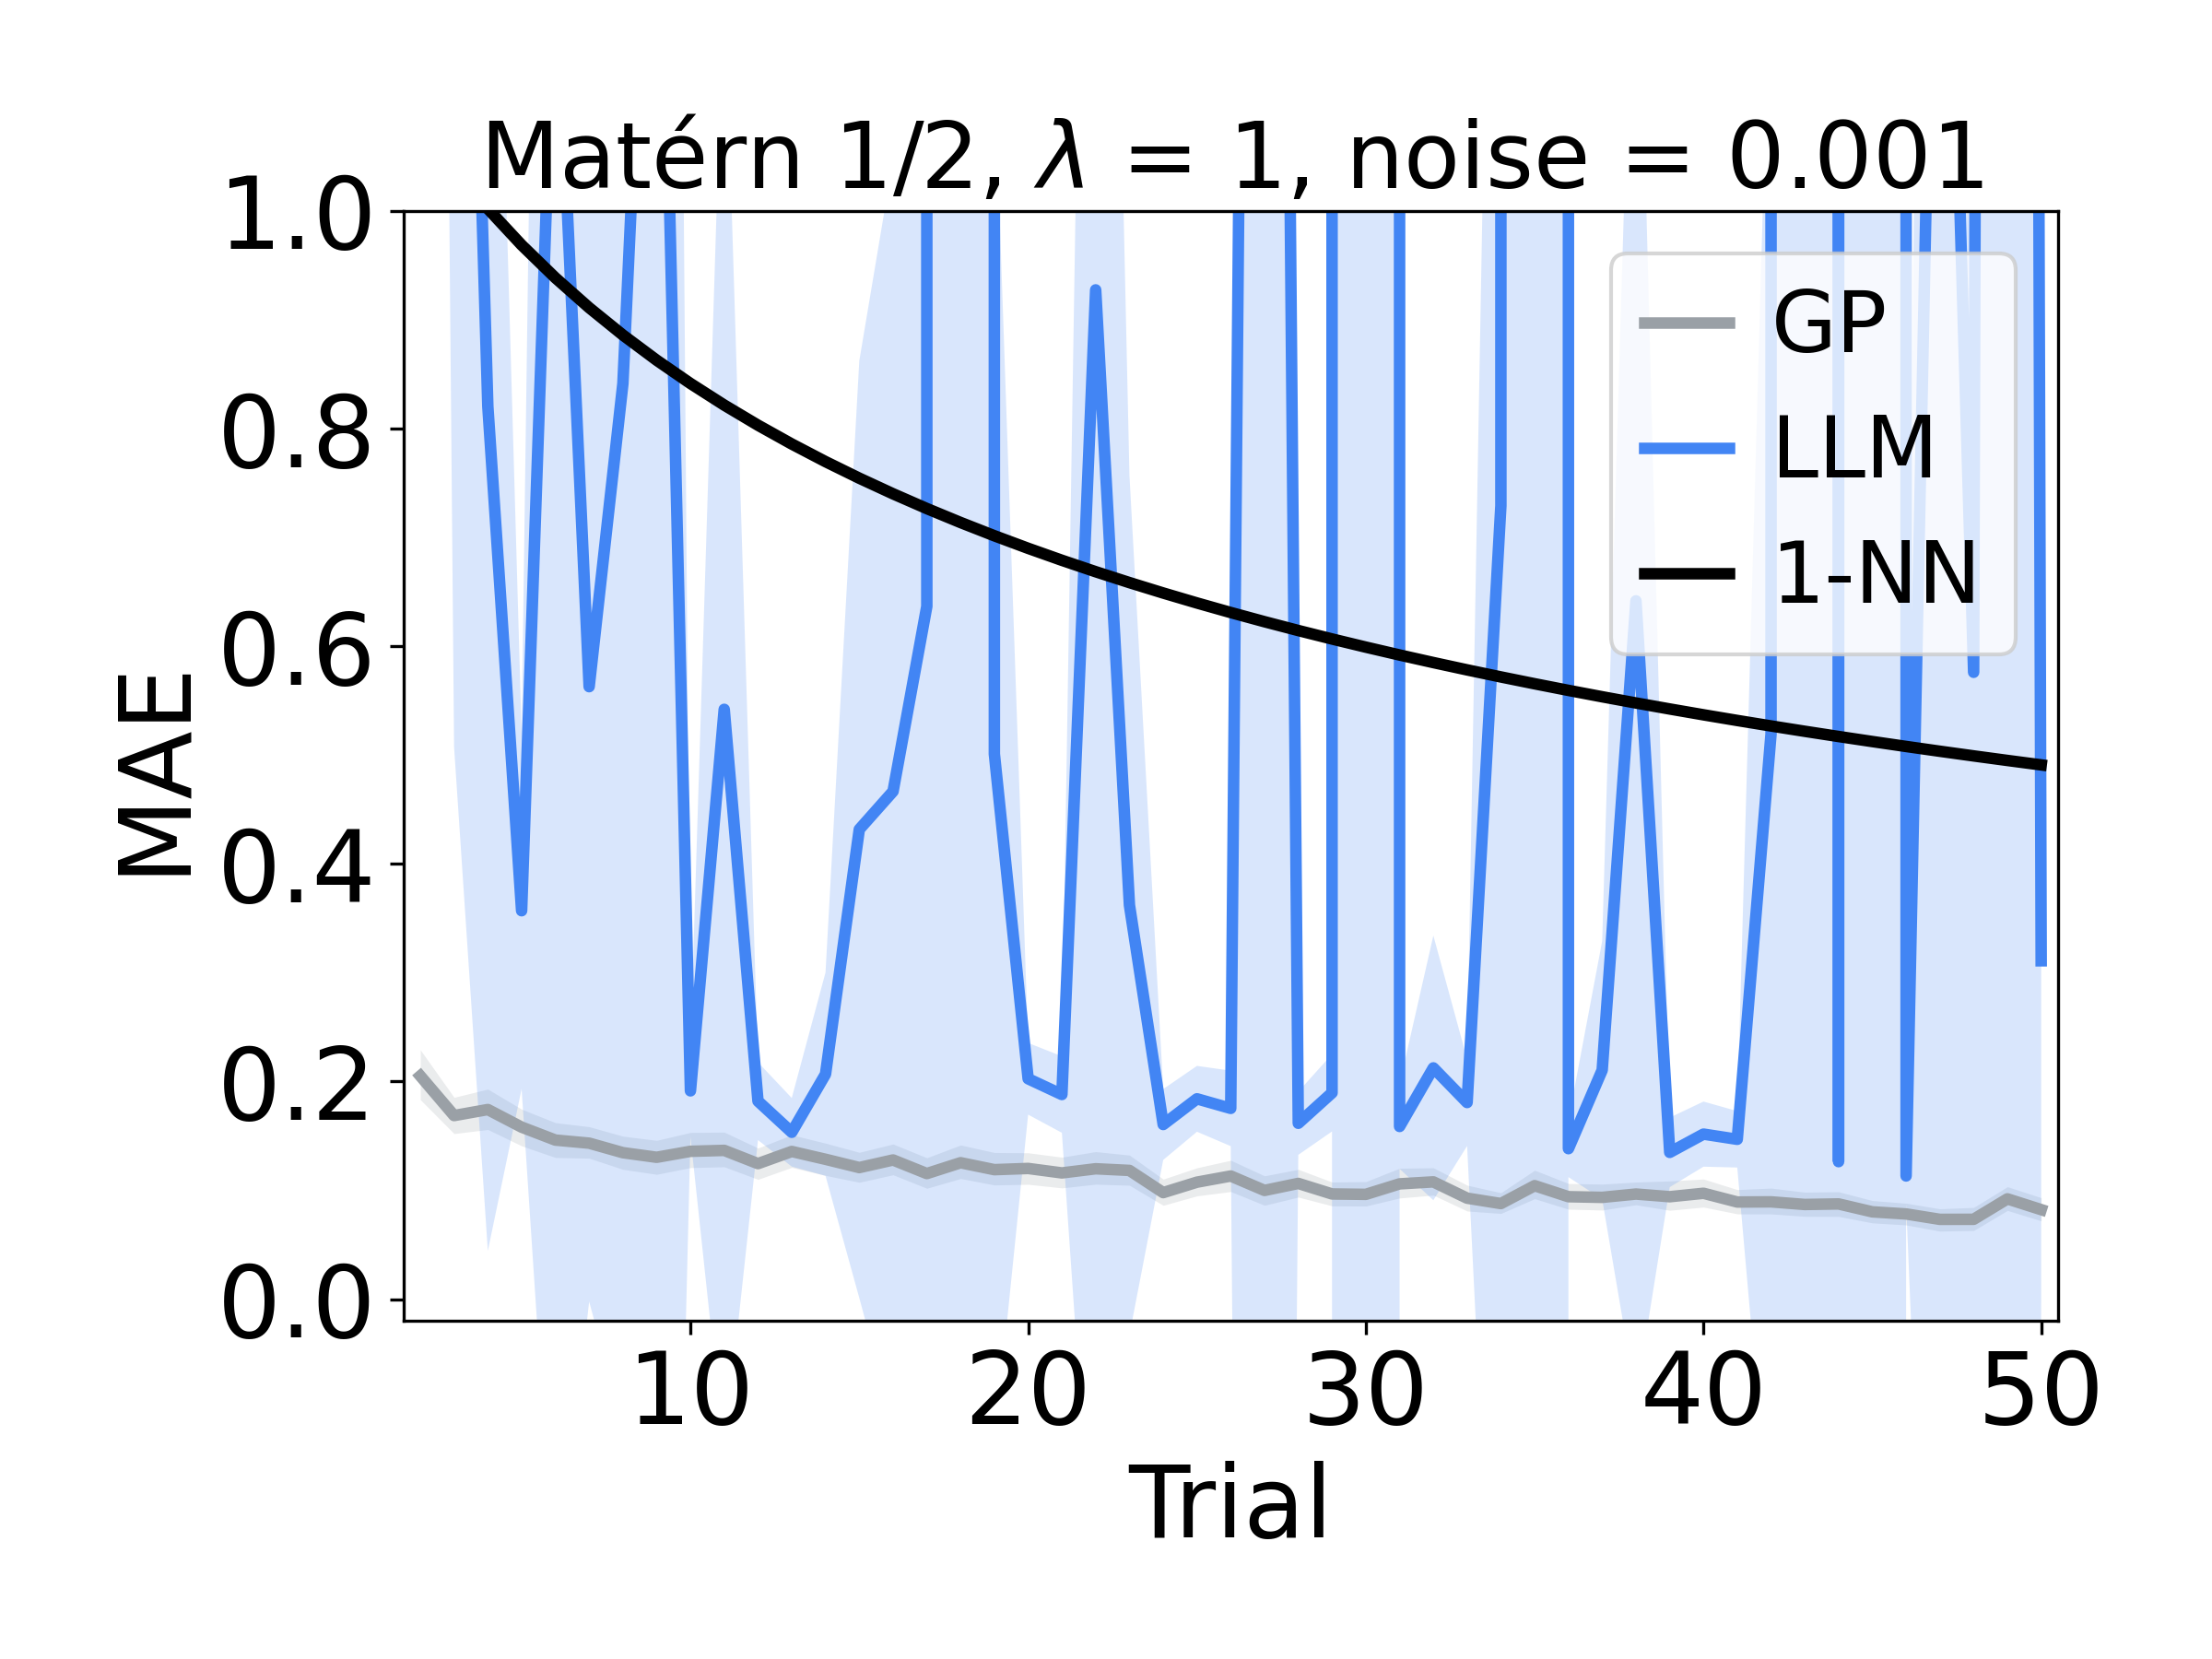 Matérn 1/2, λ = 1, noise = 0.001
1.0
0.8
0.6
0.4
0.2
0.0
MAE
GP
LLM
1-NN
10 20 30 40 50
Trial